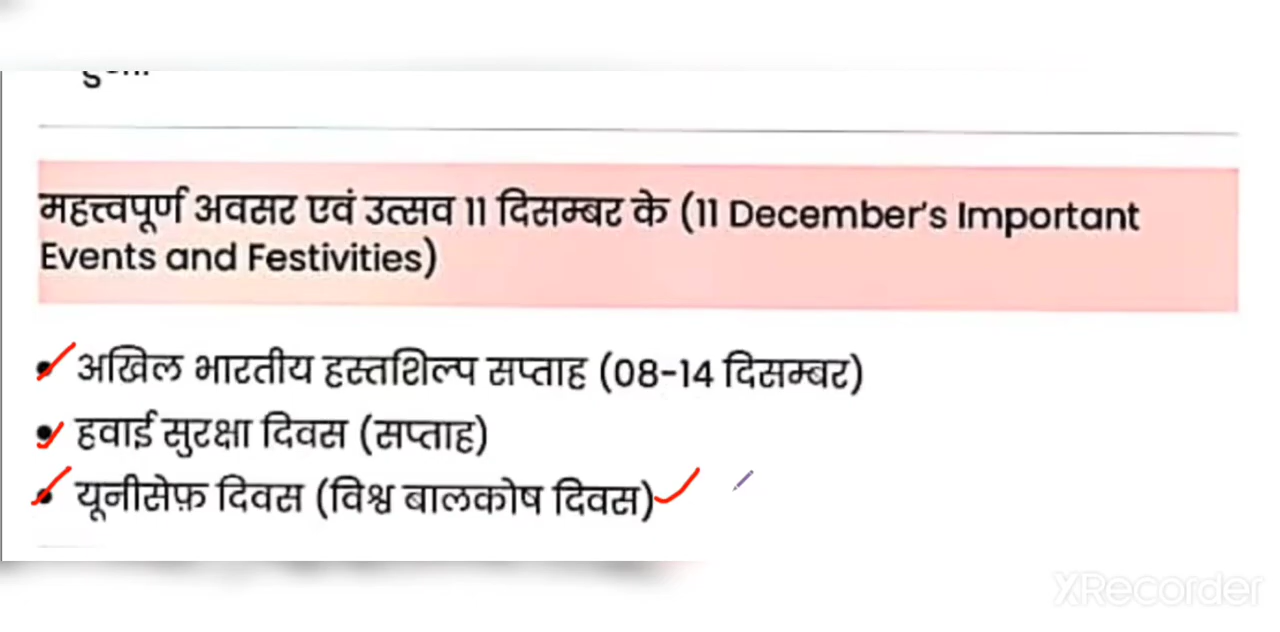 महत्त्वपूर्ण अवसर एवं उत्सव 11 दिसम्बर के (11 December's Important
Events and Festivities)
अखिल भारतीय हस्तशिल्प सप्ताह (08-14 दिसम्बर)
हवाई सुरक्षा दिवस (सप्ताह)
यूनीसेफ़ दिवस (विश्व बालकोष दिवस)
XRecorder